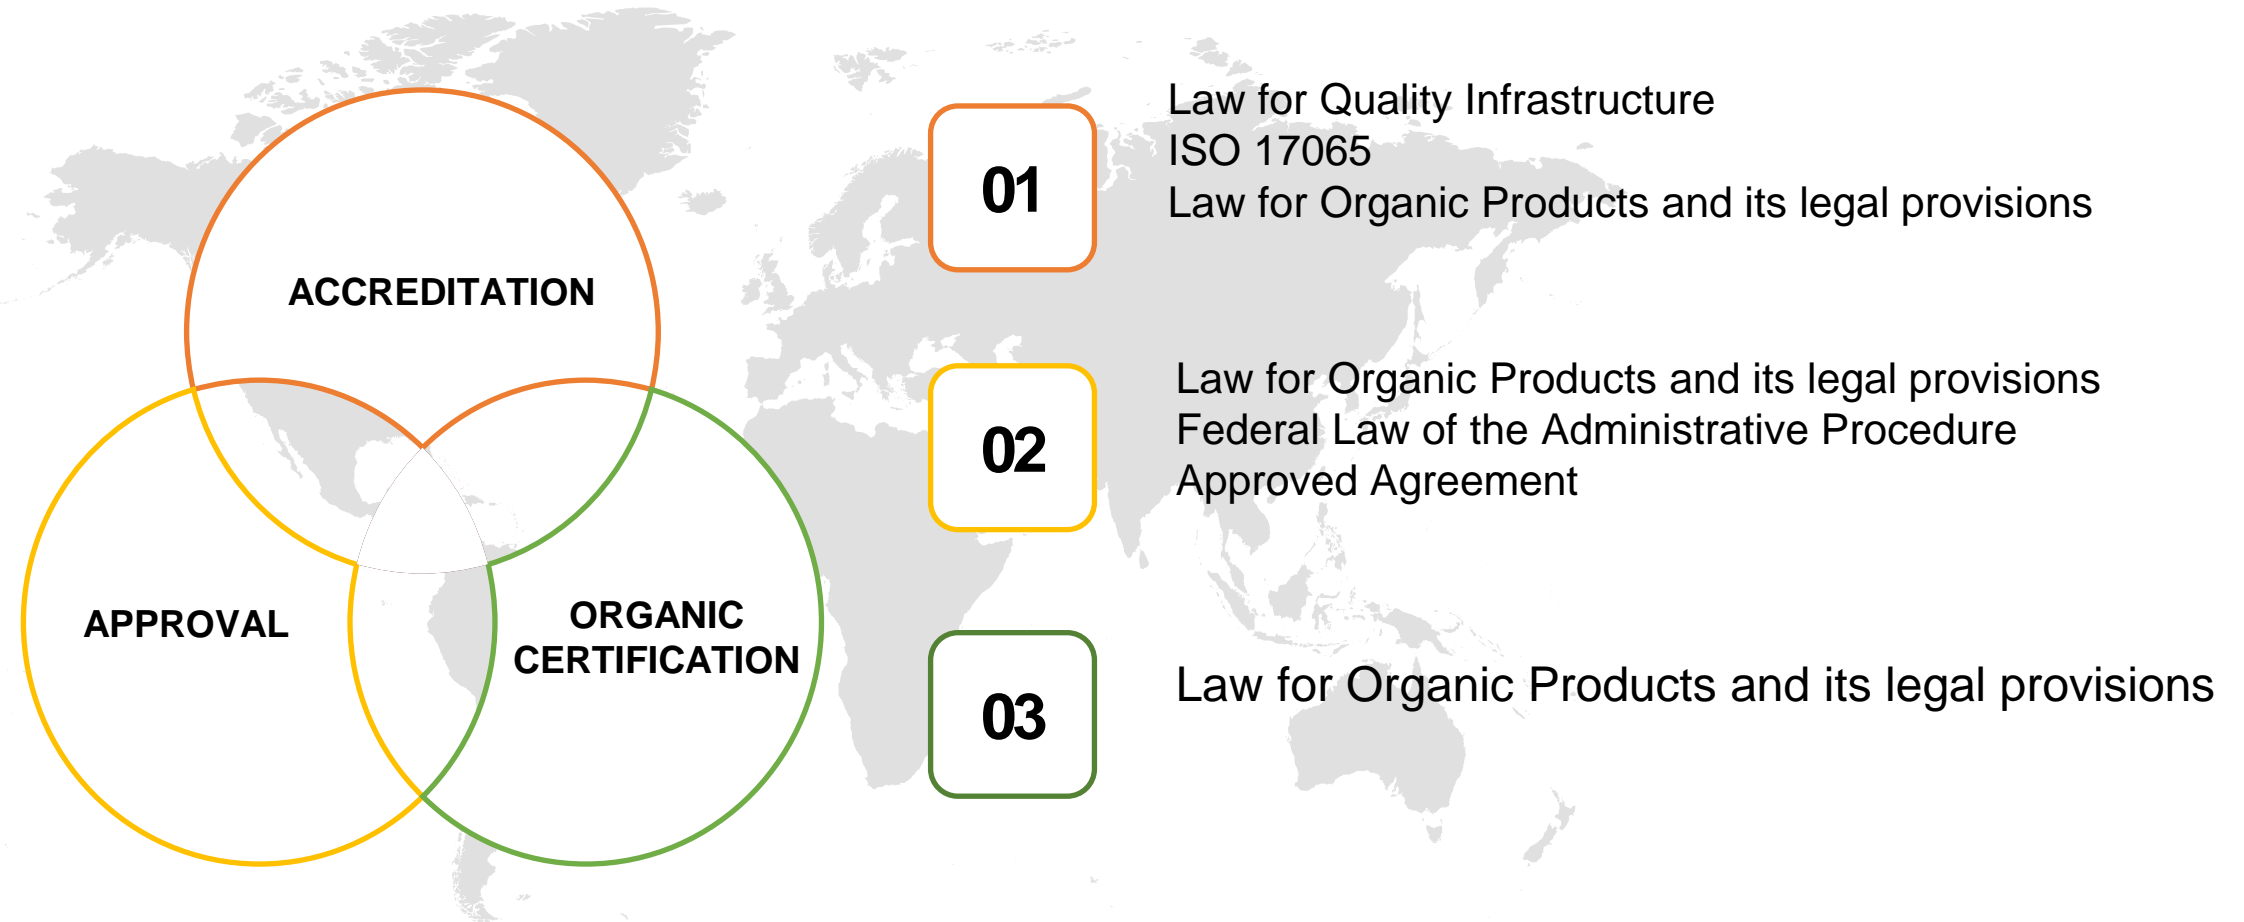 ACCREDITATION
APPROVAL
ORGANIC
CERTIFICATION
01
Law for Quality Infrastructure
ISO 17065
Law for Organic Products and its legal provisions
02
Law for Organic Products and its legal provisions
Federal Law of the Administrative Procedure
Approved Agreement
03
Law for Organic Products and its legal provisions